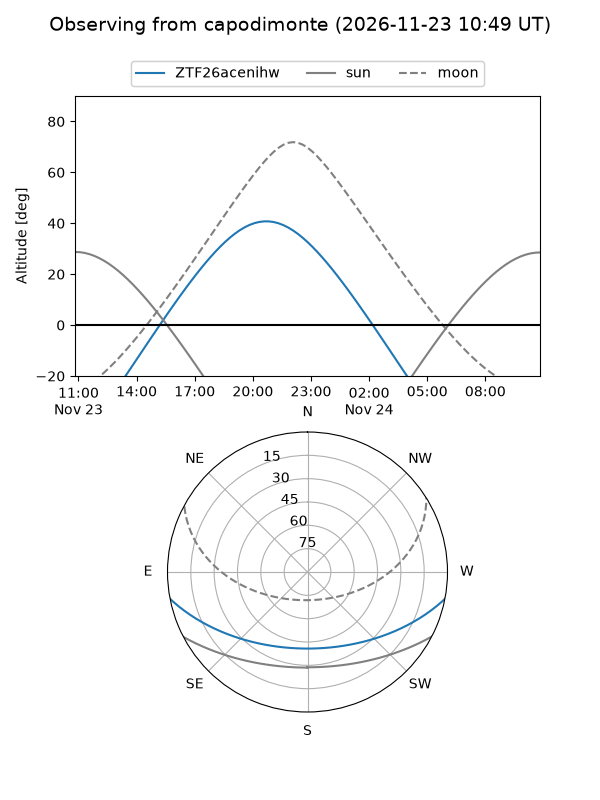 Observing from capodimonte (2026-11-23 10:49 UT)
ZTF26acenihw sun moon
Altitude [deg]
80
60
40
20
0
−20
11:00 14:00 17:00 20:00 23:00 02:00 05:00 08:00
Nov 23 Nov 24
N
NE NW
15
30
45
60
75
E W
SE SW
S